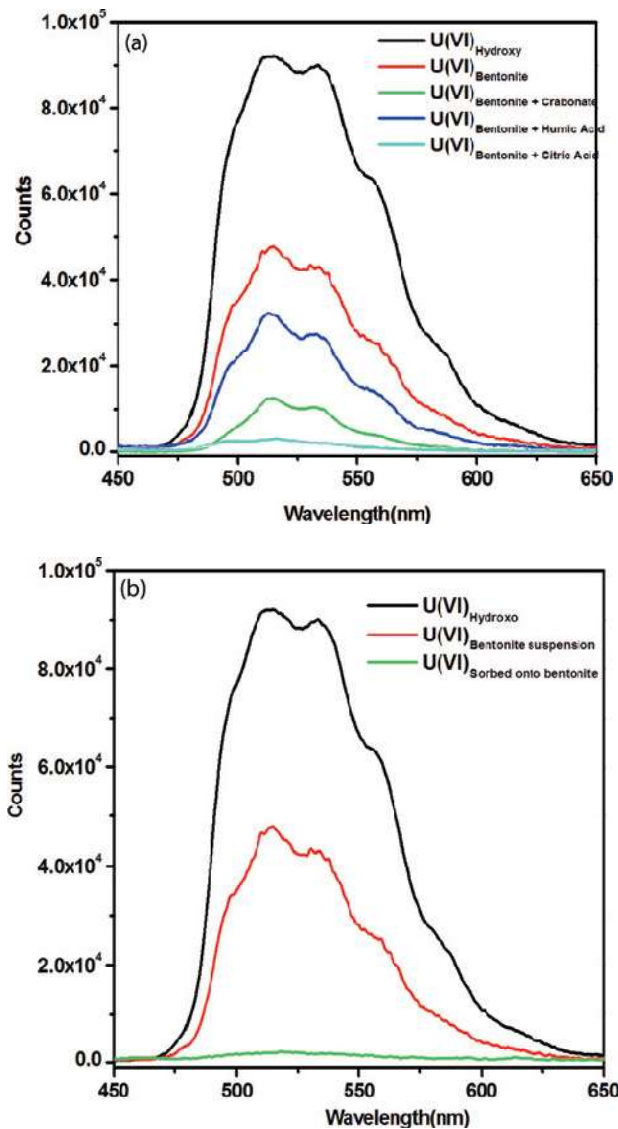 (a)
1.0x10⁵
8.0x10⁴
6.0x10⁴
4.0x10⁴
2.0x10⁴
0.0
Counts
U(VI) Hydroxy
U(VI) Bentonite
U(VI) Bentonite + Crabonate
U(VI) Bentonite + Humic Acid
U(VI) Bentonite + Citric Acid
450 500 550 600 650
Wavelength(nm)
(b)
1.0x10⁵
8.0x10⁴
6.0x10⁴
4.0x10⁴
2.0x10⁴
0.0
Counts
U(VI) Hydroxo
U(VI) Bentonite suspension
U(VI) Sorbed onto bentonite
450 500 550 600 650
Wavelength(nm)